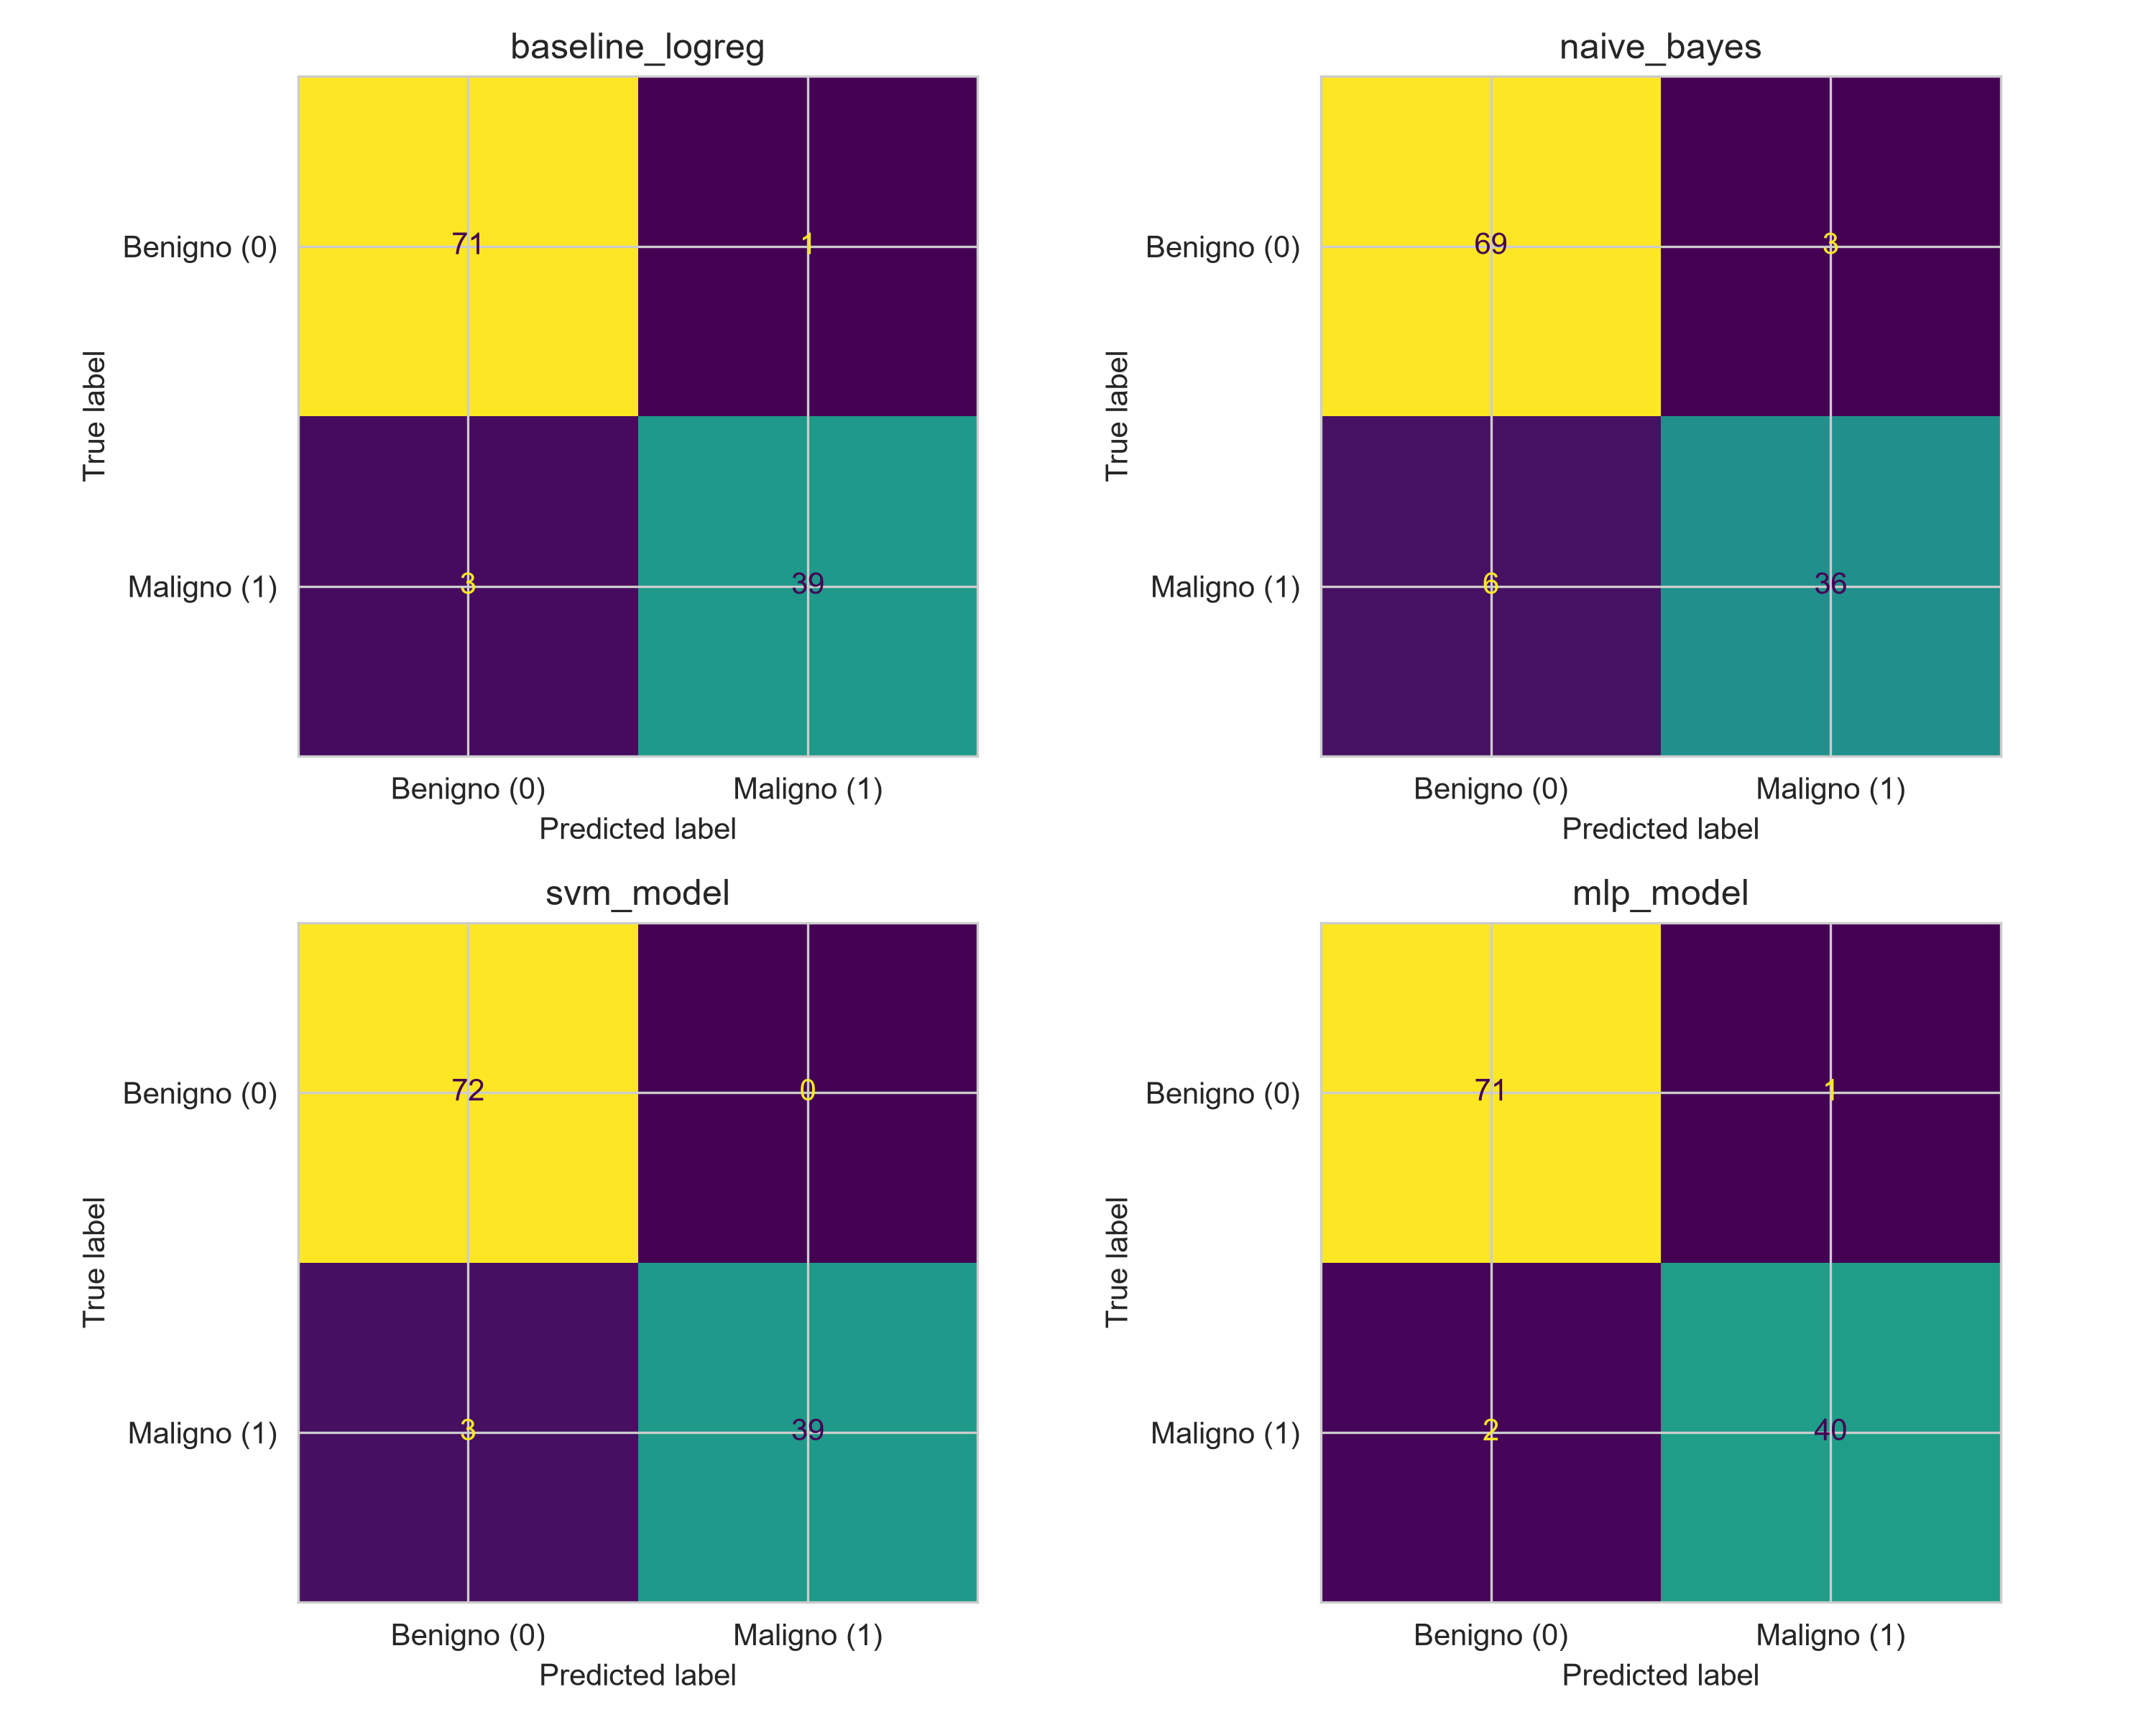 baseline_logreg
True label
Benigno (0)
71
1
Maligno (1)
3
39
Benigno (0)
Maligno (1)
Predicted label
naive_bayes
True label
Benigno (0)
69
3
Maligno (1)
6
36
Benigno (0)
Maligno (1)
Predicted label
svm_model
True label
Benigno (0)
72
0
Maligno (1)
3
39
Benigno (0)
Maligno (1)
Predicted label
mlp_model
True label
Benigno (0)
71
1
Maligno (1)
2
40
Benigno (0)
Maligno (1)
Predicted label